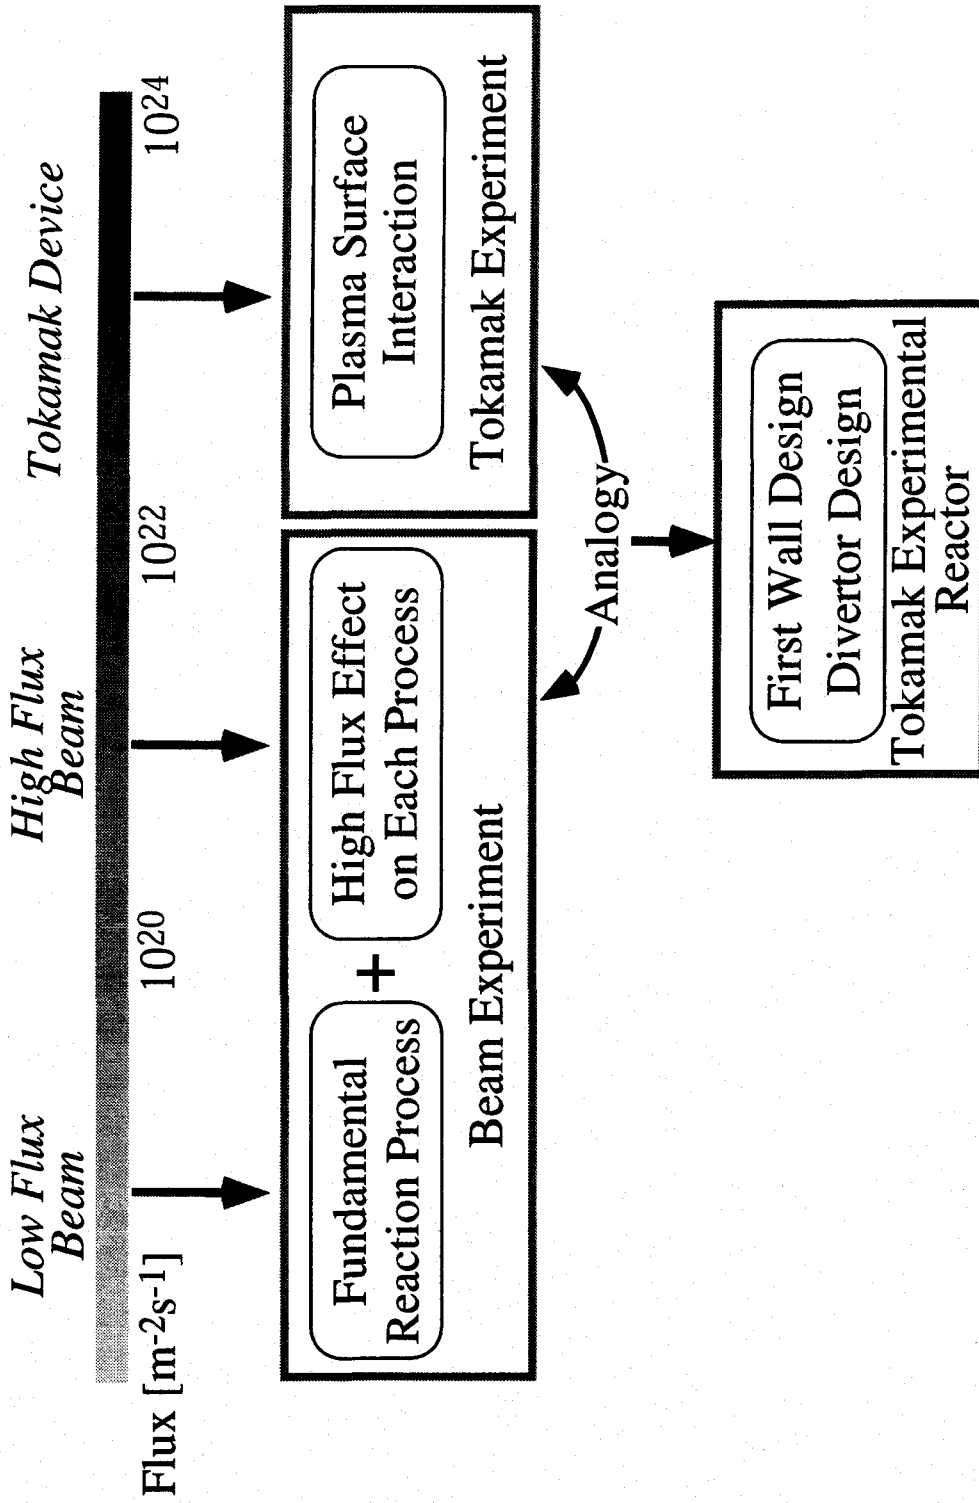 Low Flux
Beam
High Flux
Beam
Tokamak Device
Flux [m-2s-1]
1020
1022
1024
Fundamental
Reaction Process
+
High Flux Effect
on Each Process
Beam Experiment
Plasma Surface
Interaction
Tokamak Experiment
Analogy
First Wall Design
Divertor Design
Tokamak Experimental
Reactor